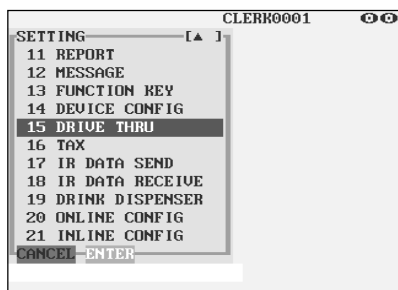 CLERK0001 00
SETTING [▲ ]
11 REPORT
12 MESSAGE
13 FUNCTION KEY
14 DEVICE CONFIG
15 DRIVE THRU
16 TAX
17 IR DATA SEND
18 IR DATA RECEIVE
19 DRINK DISPENSER
20 ONLINE CONFIG
21 INLINE CONFIG
CANCEL ENTER